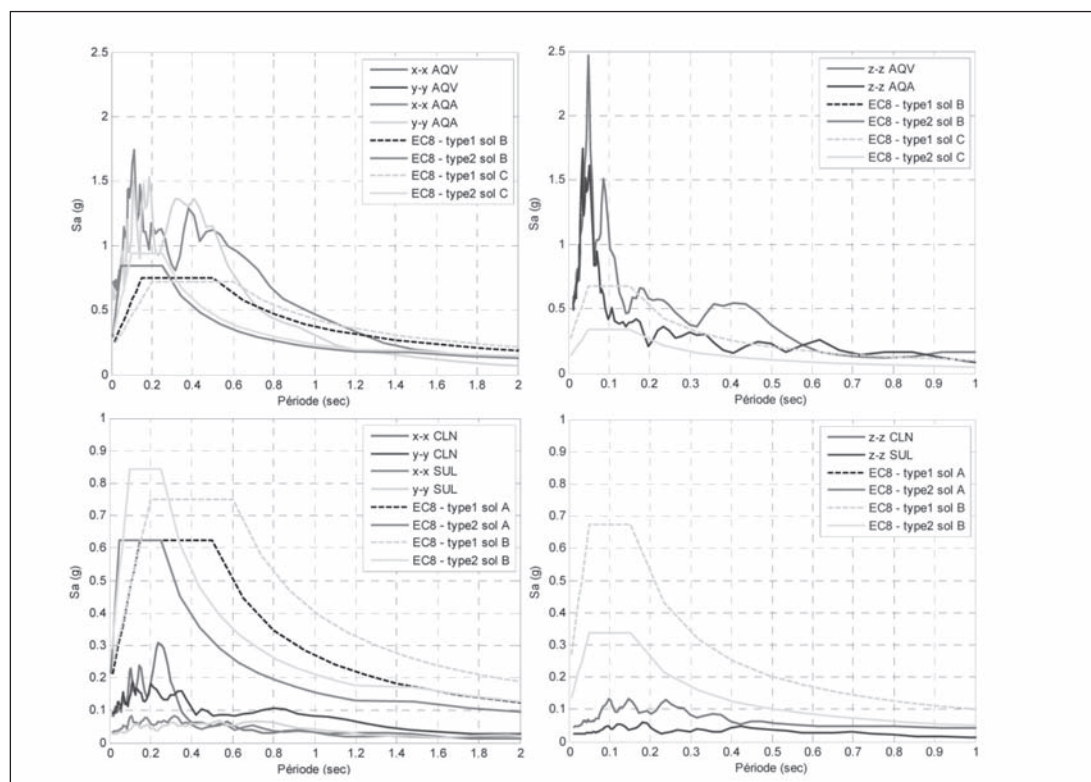 2.5
2
1.5
1
0.5
0
Sa (g)
x-x AQV
y-y AQV
x-x AQA
y-y AQA
EC8 - type1 sol B
EC8 - type2 sol B
EC8 - type1 sol C
EC8 - type2 sol C
0 0.2 0.4 0.6 0.8 1 1.2 1.4 1.6 1.8 2
Période (sec)
2.5
2
1.5
1
0.5
0
Sa (g)
z-z AQV
z-z AQA
EC8 - type1 sol B
EC8 - type2 sol B
EC8 - type1 sol C
EC8 - type2 sol C
0 0.1 0.2 0.3 0.4 0.5 0.6 0.7 0.8 0.9 1
Période (sec)
1
0.9
0.8
0.7
0.6
0.5
0.4
0.3
0.2
0.1
0
Sa (g)
x-x CLN
y-y CLN
x-x SUL
y-y SUL
EC8 - type1 sol A
EC8 - type2 sol A
EC8 - type1 sol B
EC8 - type2 sol B
0 0.2 0.4 0.6 0.8 1 1.2 1.4 1.6 1.8 2
Période (sec)
1
0.9
0.8
0.7
0.6
0.5
0.4
0.3
0.2
0.1
0
Sa (g)
z-z CLN
z-z SUL
EC8 - type1 sol A
EC8 - type2 sol A
EC8 - type1 sol B
EC8 - type2 sol B
0 0.1 0.2 0.3 0.4 0.5 0.6 0.7 0.8 0.9 1
Période (sec)